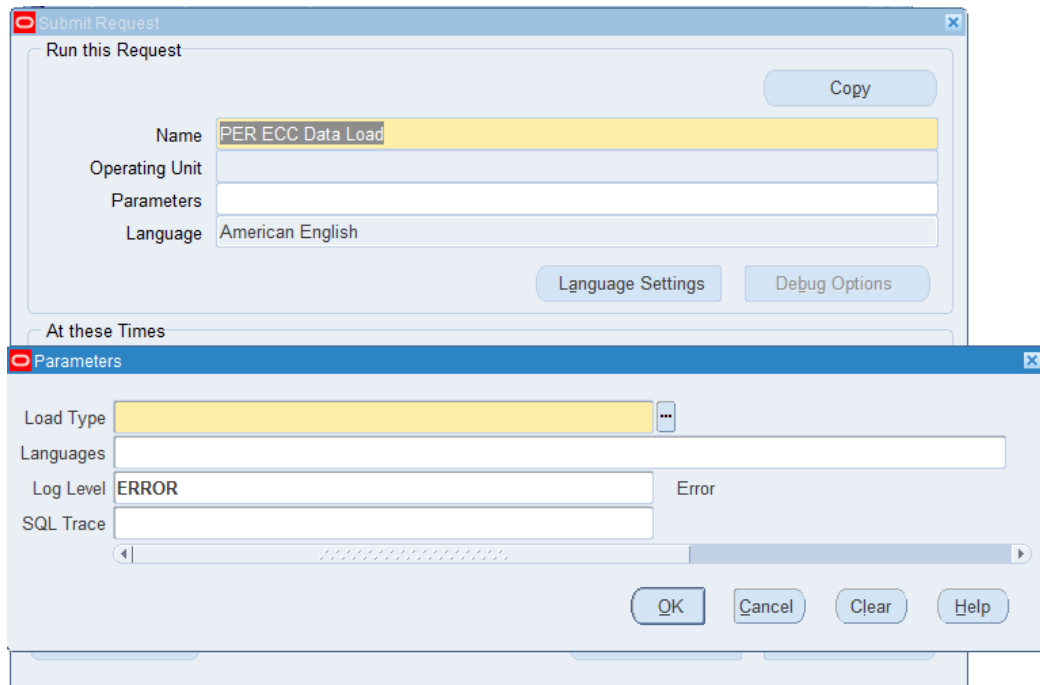 Submit Request
Run this Request
Copy
Name PER ECC Data Load
Operating Unit
Parameters
Language American English
Language Settings Debug Options
At these Times
Parameters
Load Type
Languages
Log Level ERROR Error
SQL Trace
OK Cancel Clear Help